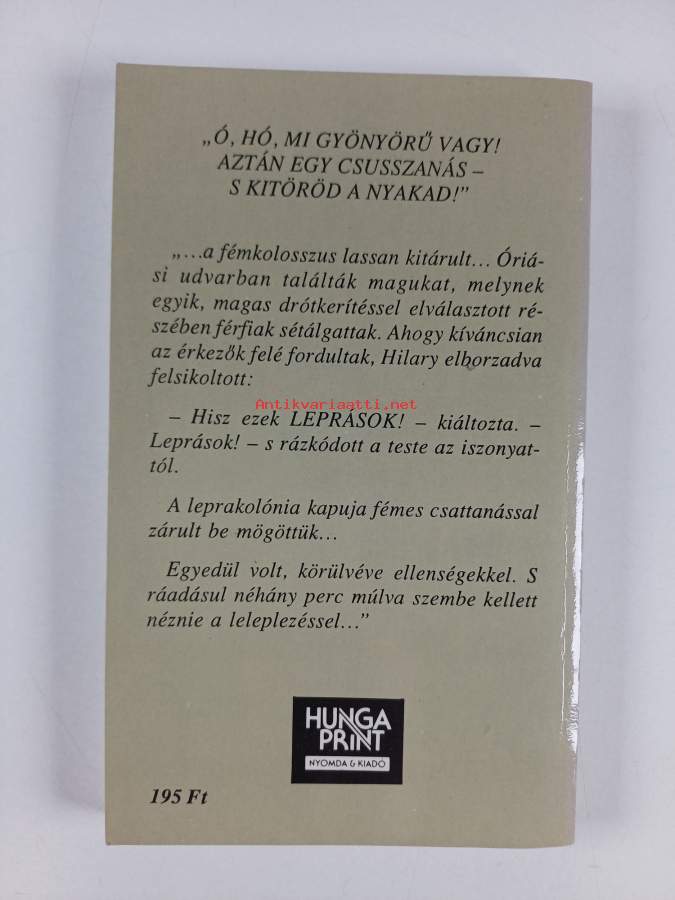 „Ó, HÓ, MI GYÖNYÖRŰ VAGY!
AZTÁN EGY CSUSSZANÁS –
S KITÖRÖD A NYAKAD!”
„…a fémkolosszus lassan kitárult… Óriá-
si udvarban találták magukat, melynek
egyik, magas drótkerítéssel elválasztott ré-
szében férfiak sétálgattak. Ahogy kíváncsian
az érkezők felé fordultak, Hilary elborzadva
felsikoltott:
Antikvariaatti.net
– Hisz ezek LEPRÁSOK! – kiáltozta. –
Leprások! – s rázkódott a teste az iszonyat-
tól.
A leprakolónia kapuja fémes csattanással
zárult be mögöttük…
Egyedül volt, körülvéve ellenségekkel. S
ráadásul néhány perc múlva szembe kellett
néznie a leleplezéssel…”
HUNGA
PRINT
NYOMDA & KIADÓ
195 Ft